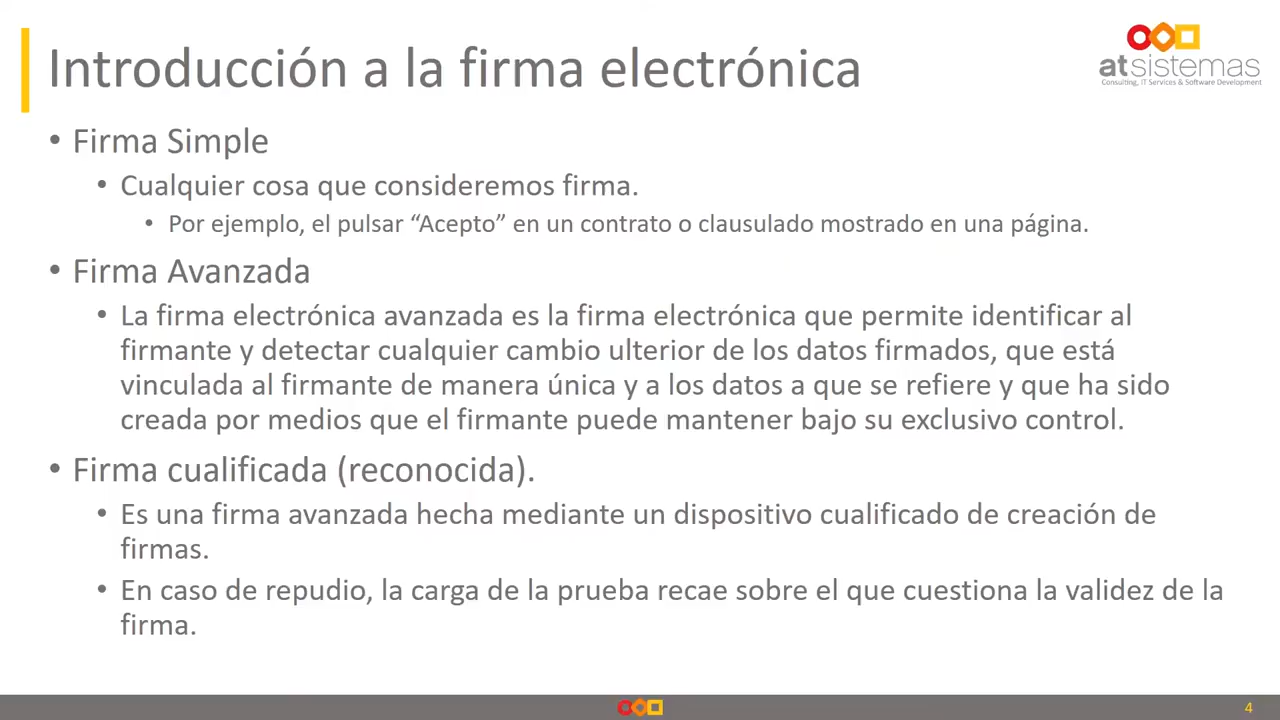 Introducción a la firma electrónica
atsistemas
Consulting, IT Services & Software Development
• Firma Simple
• Cualquier cosa que consideremos firma.
• Por ejemplo, el pulsar “Acepto” en un contrato o clausulado mostrado en una página.
• Firma Avanzada
• La firma electrónica avanzada es la firma electrónica que permite identificar al
firmante y detectar cualquier cambio ulterior de los datos firmados, que está
vinculada al firmante de manera única y a los datos a que se refiere y que ha sido
creada por medios que el firmante puede mantener bajo su exclusivo control.
• Firma cualificada (reconocida).
• Es una firma avanzada hecha mediante un dispositivo cualificado de creación de
firmas.
• En caso de repudio, la carga de la prueba recae sobre el que cuestiona la validez de la
firma.
4